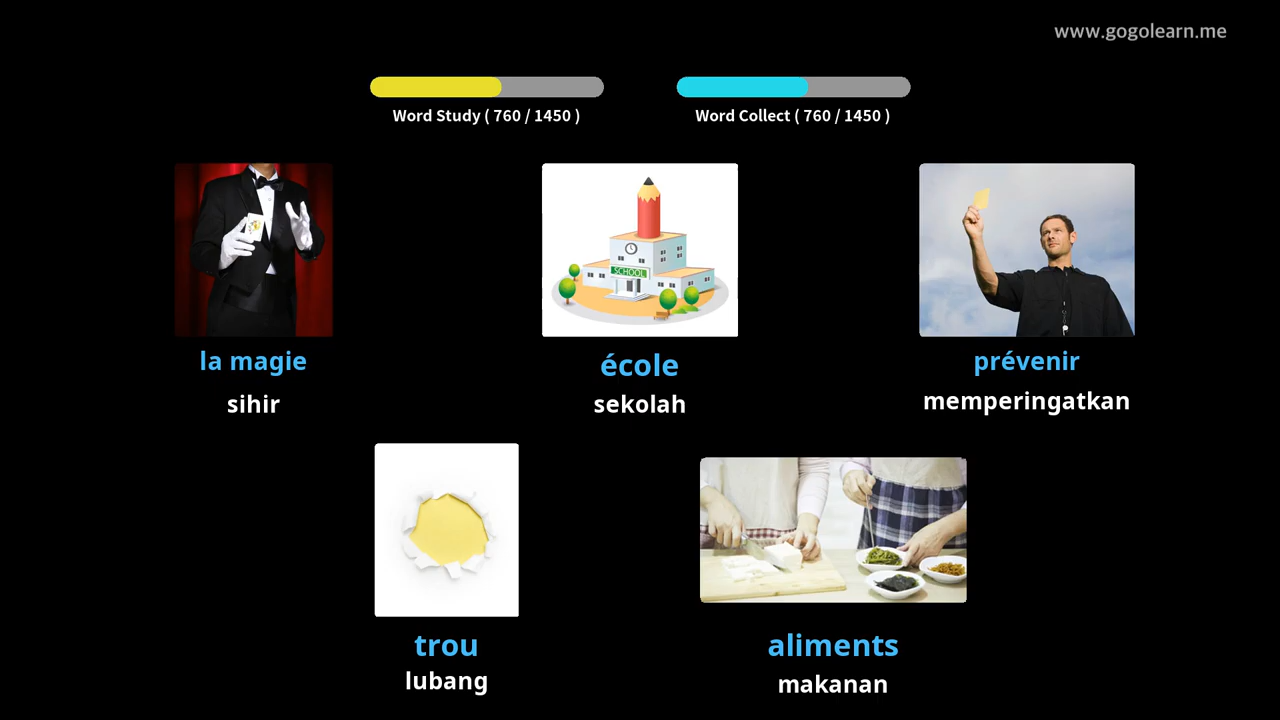 www.gogolearn.me
Word Study ( 760 / 1450 )
Word Collect ( 760 / 1450 )
SCHOOL
la magie
école
prévenir
sihir
sekolah
memperingatkan
trou
aliments
lubang
makanan